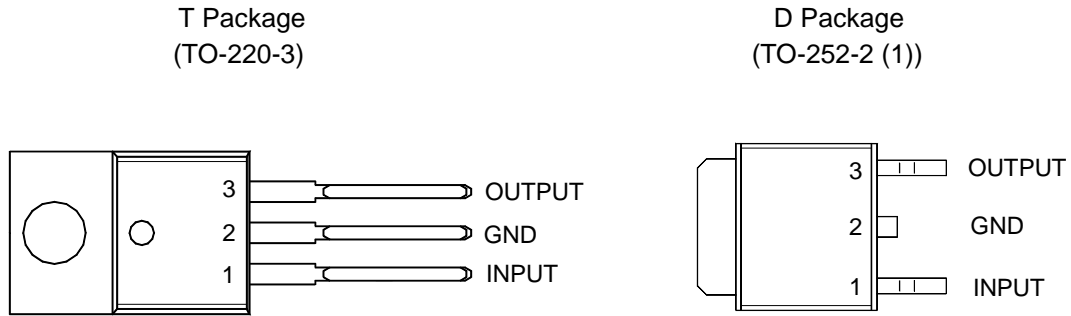 T Package
(TO-220-3)
3 OUTPUT
2 GND
1 INPUT
D Package
(TO-252-2 (1))
3 OUTPUT
2 GND
1 INPUT